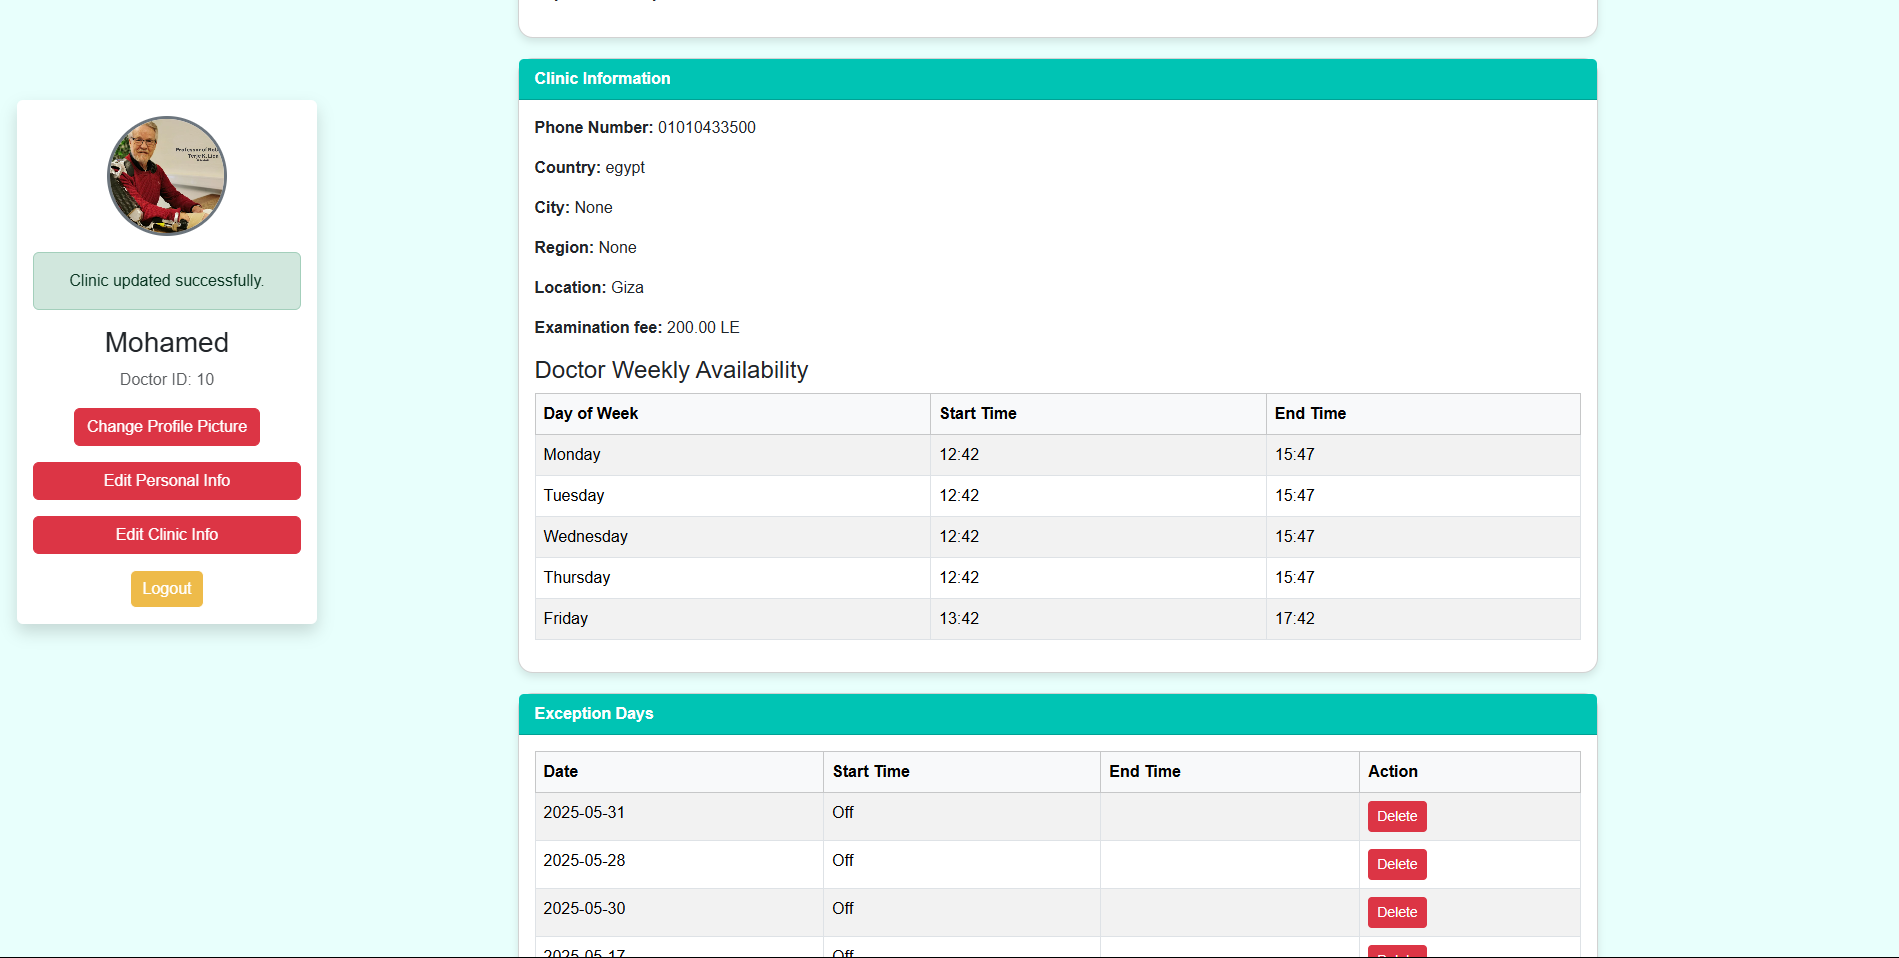 Clinic Information
Phone Number: 01010433500
Country: egypt
City: None
Region: None
Location: Giza
Examination fee: 200.00 LE
Doctor Weekly Availability
Day of Week Start Time End Time
Monday 12:42 15:47
Tuesday 12:42 15:47
Wednesday 12:42 15:47
Thursday 12:42 15:47
Friday 13:42 17:42
Clinic updated successfully.
Mohamed
Doctor ID: 10
Change Profile Picture
Edit Personal Info
Edit Clinic Info
Logout
Exception Days
Date Start Time End Time Action
2025-05-31 Off Delete
2025-05-28 Off Delete
2025-05-30 Off Delete
2025-05-17 Off